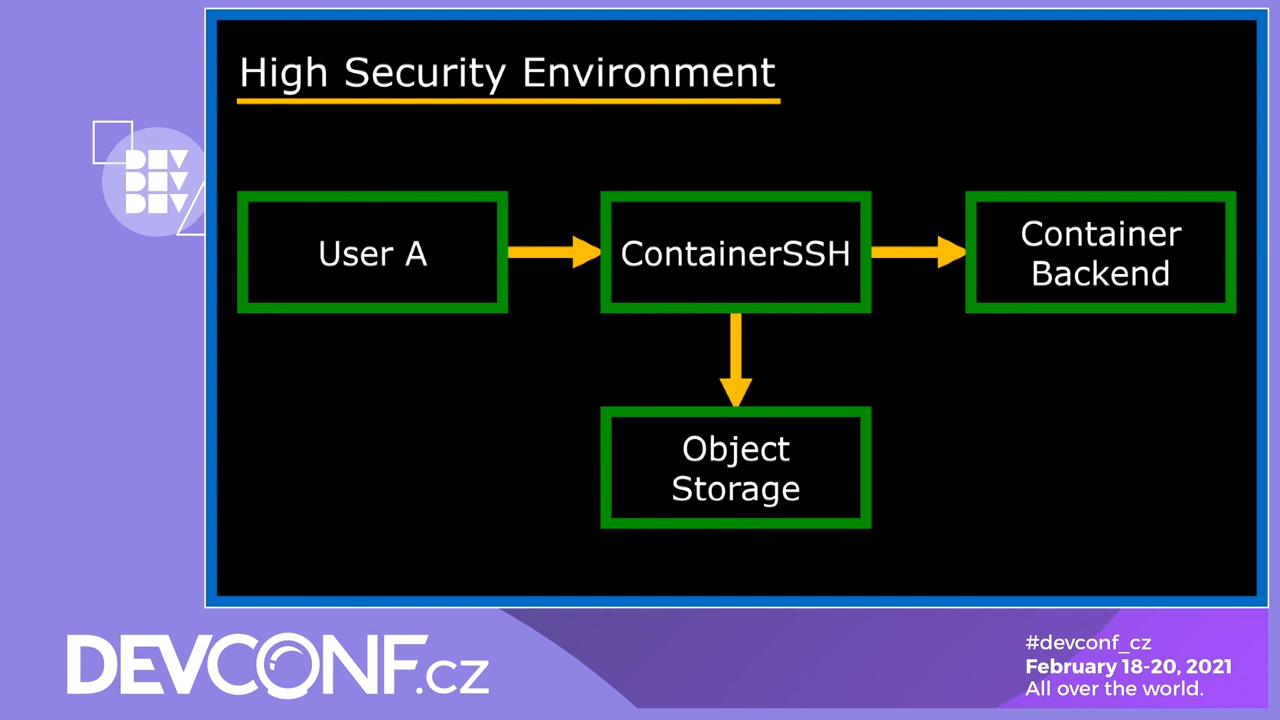 High Security Environment
DEV
DEV
DEV
User A
ContainerSSH
Container
Backend
Object
Storage
DEVCONF.cz
#devconf_cz
February 18-20, 2021
All over the world.